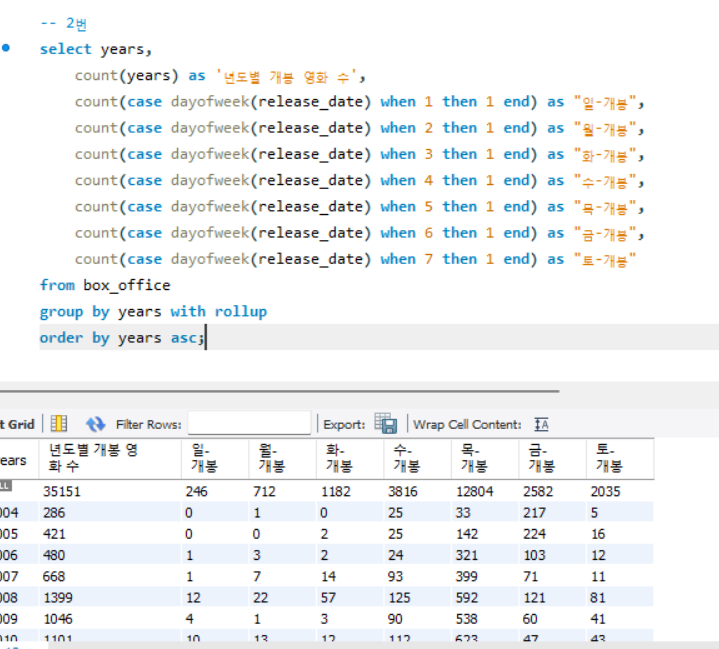 -- 2번
select years,
count(years) as '년도별 개봉 영화 수',
count(case dayofweek(release_date) when 1 then 1 end) as "일-개봉",
count(case dayofweek(release_date) when 2 then 1 end) as "월-개봉",
count(case dayofweek(release_date) when 3 then 1 end) as "화-개봉",
count(case dayofweek(release_date) when 4 then 1 end) as "수-개봉",
count(case dayofweek(release_date) when 5 then 1 end) as "목-개봉",
count(case dayofweek(release_date) when 6 then 1 end) as "금-개봉",
count(case dayofweek(release_date) when 7 then 1 end) as "토-개봉"
from box_office
group by years with rollup
order by years asc;
t Grid Filter Rows: Export: Wrap Cell Content: IA
ears 년도별 개봉 영화 수 일-개봉 월-개봉 화-개봉 수-개봉 목-개봉 금-개봉 토-개봉
LL 35151 246 712 1182 3816 12804 2582 2035
004 286 0 1 0 25 33 217 5
005 421 0 0 2 25 142 224 16
006 480 1 3 2 24 321 103 12
007 668 1 7 14 93 399 71 11
008 1399 12 22 57 125 592 121 81
009 1046 4 1 3 90 538 60 41
010 1101 10 13 12 112 623 47 43